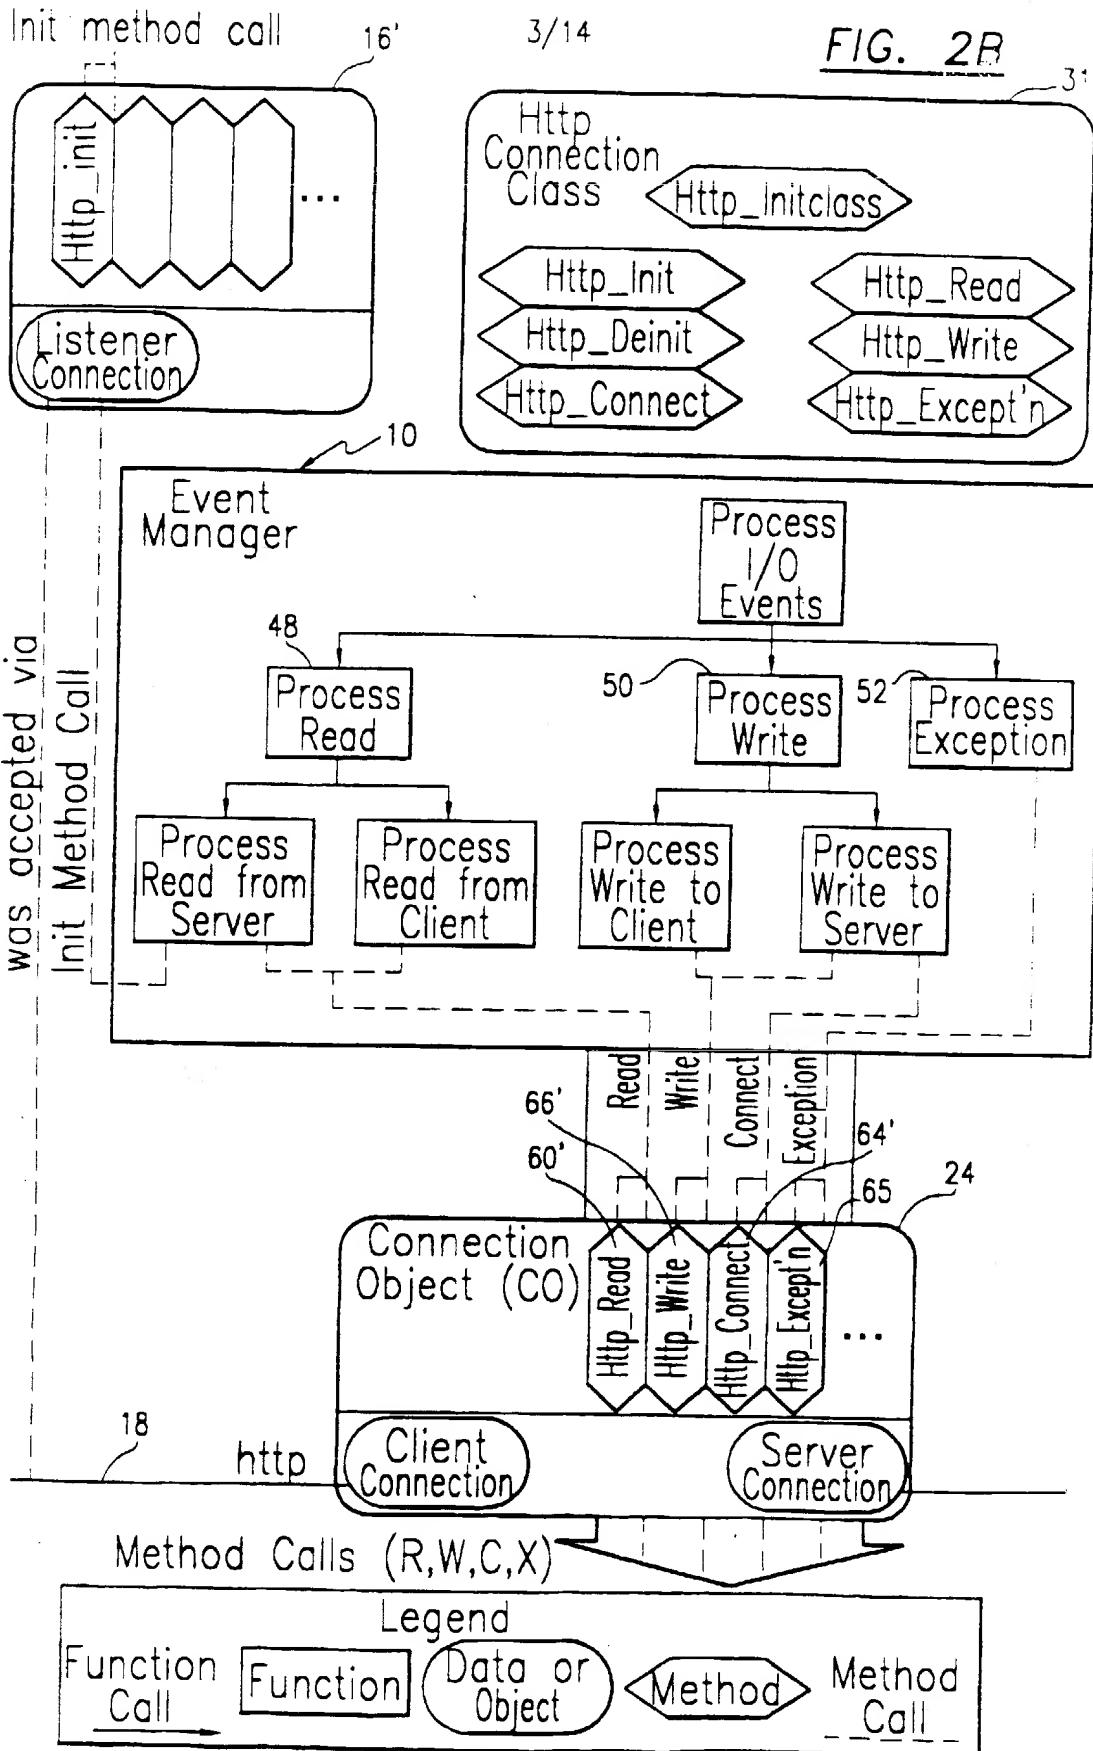 Init method call
16'
3/14
FIG. 2B
31
Http_init
...
Listener
Connection
Http
Connection
Class
Http_Initclass
Http_Init
Http_Deinit
Http_Connect
Http_Read
Http_Write
Http_Except'n
10
Event
Manager
Process
I/O
Events
48
Process
Read
50
Process
Write
52
Process
Exception
Process
Read from
Server
Process
Read from
Client
Process
Write to
Client
Process
Write to
Server
was accepted via
Init Method Call
Read
Write
Connect
Exception
66'
60'
64'
65
24
Connection
Object (CO)
Http_Read
Http_Write
Http_Connect
Http_Except'n
...
18
http
Client
Connection
Server
Connection
Method Calls (R,W,C,X)
Legend
Function
Call
Function
Data or
Object
Method
Method
Call